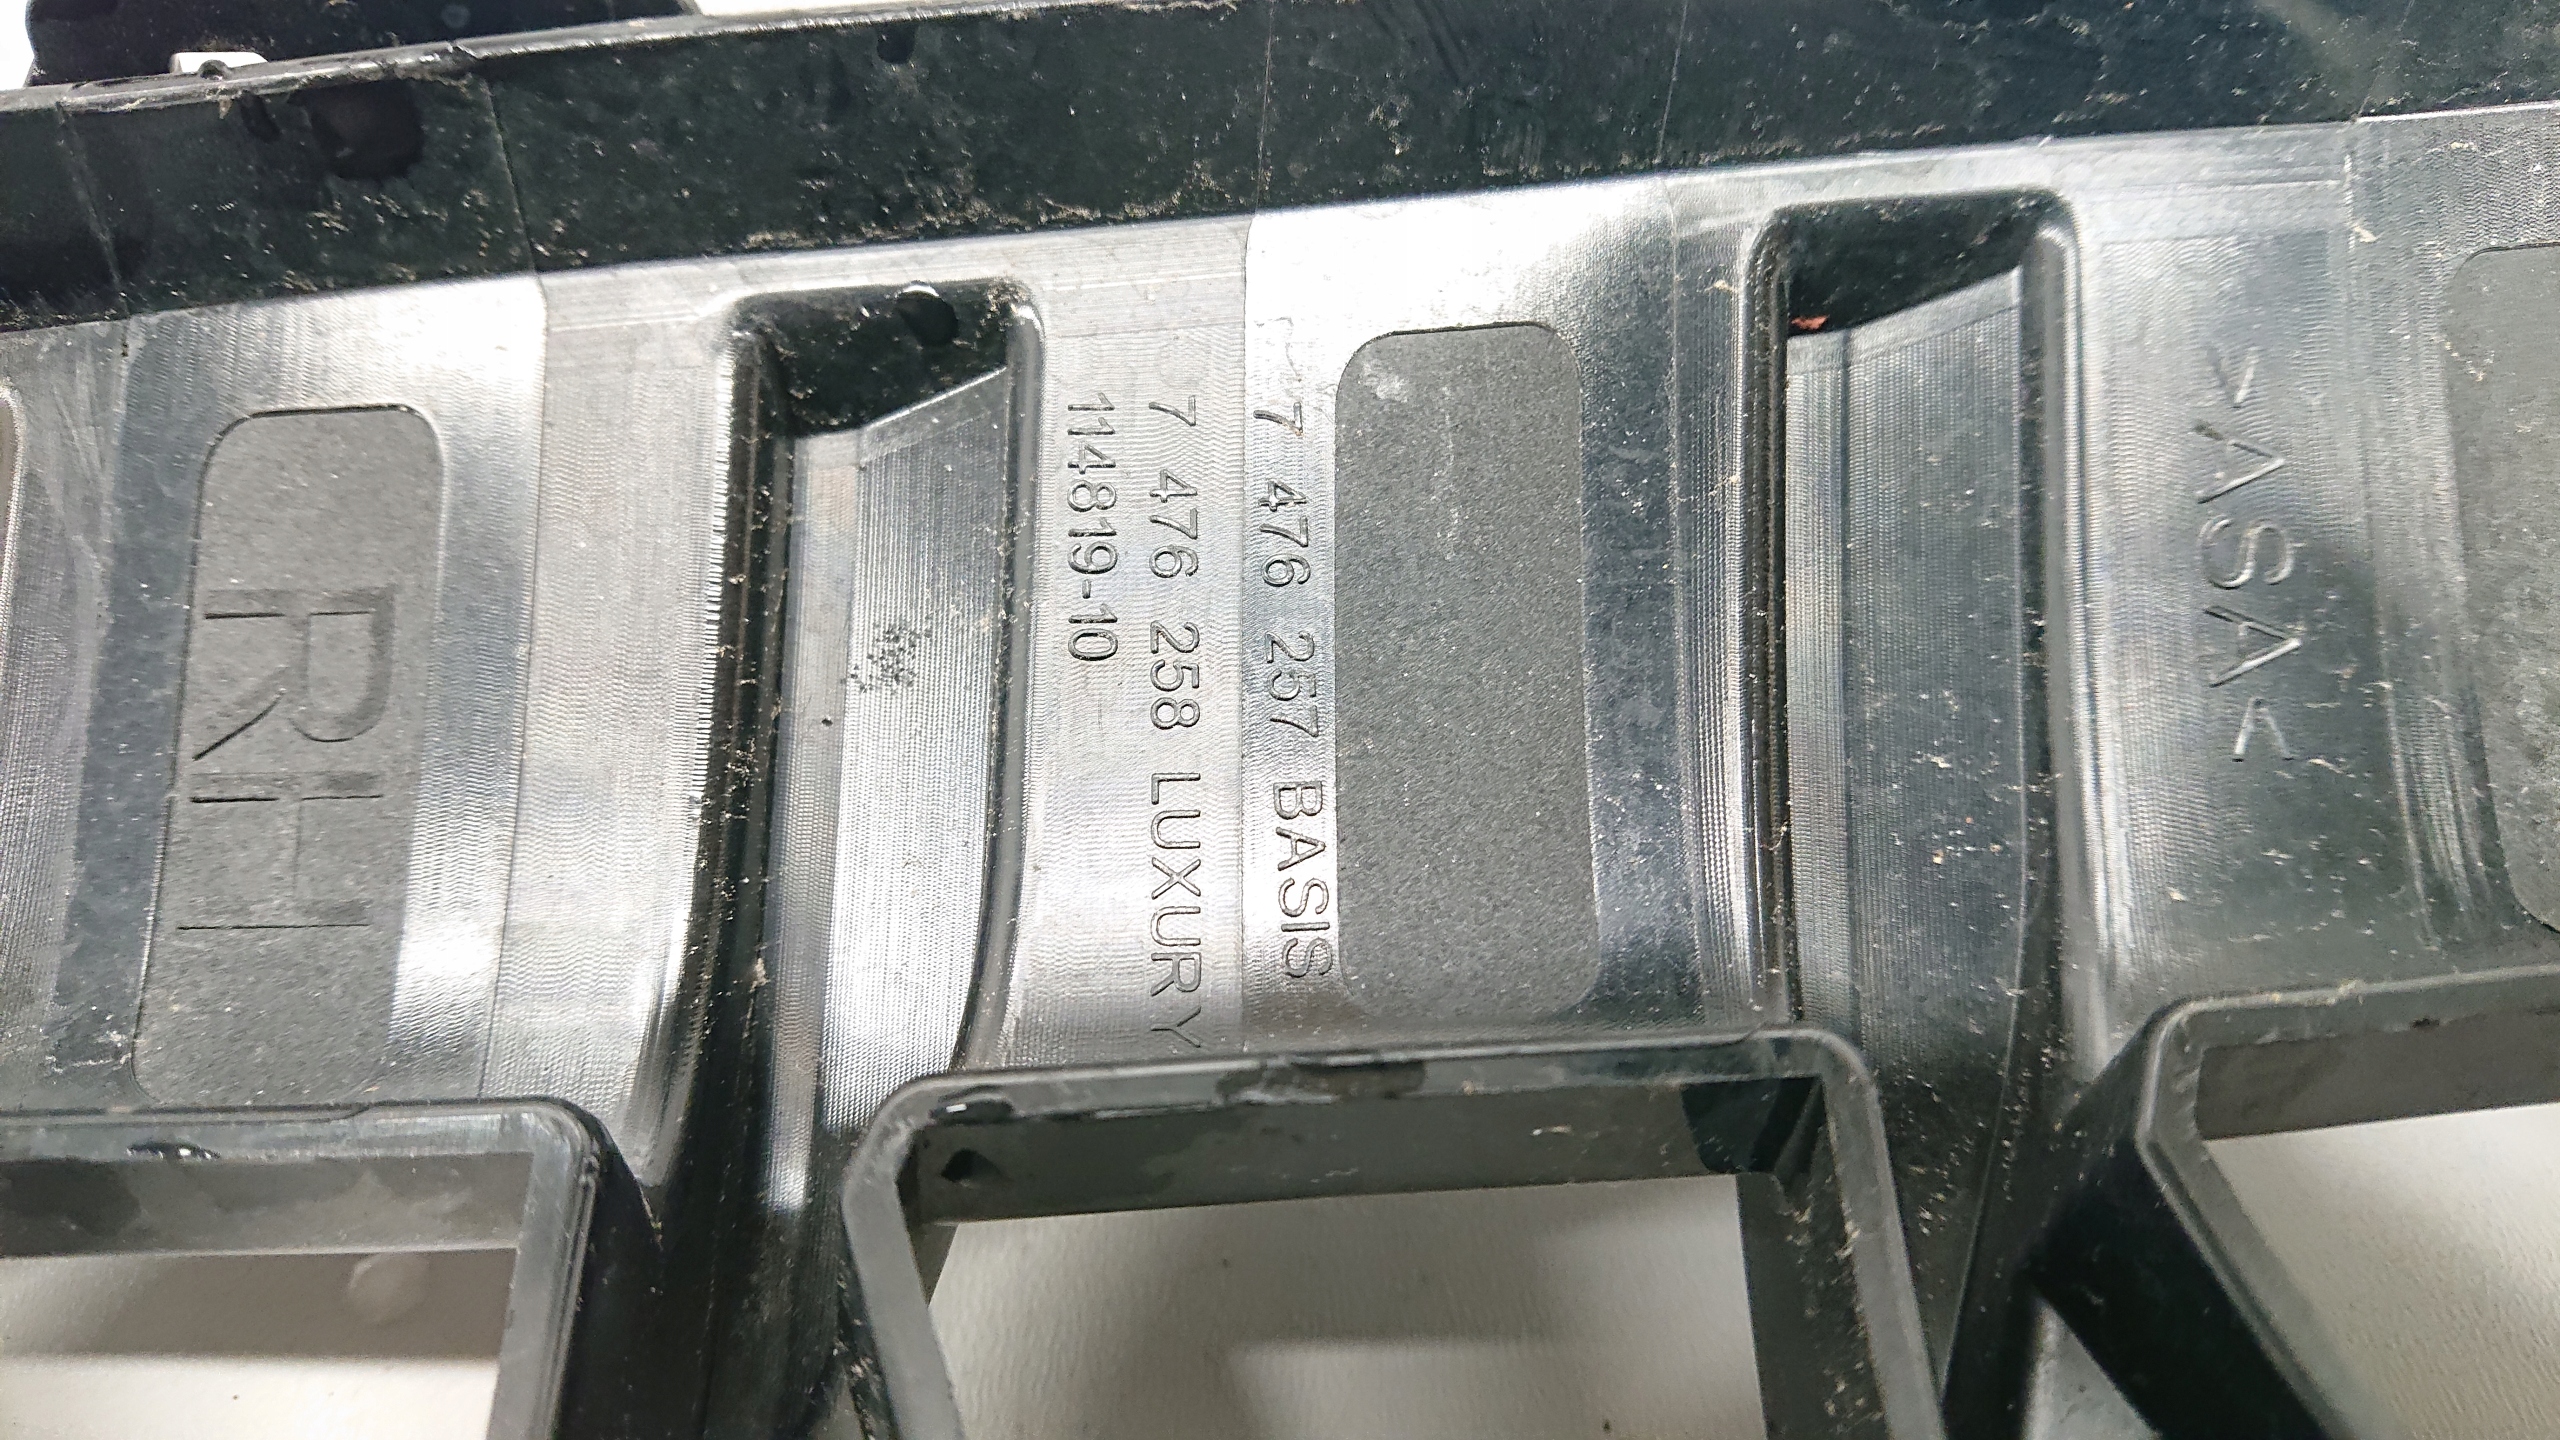 >ASA<
7 476 257 BASIS
7 476 258 LUXURY
114819-10
RH